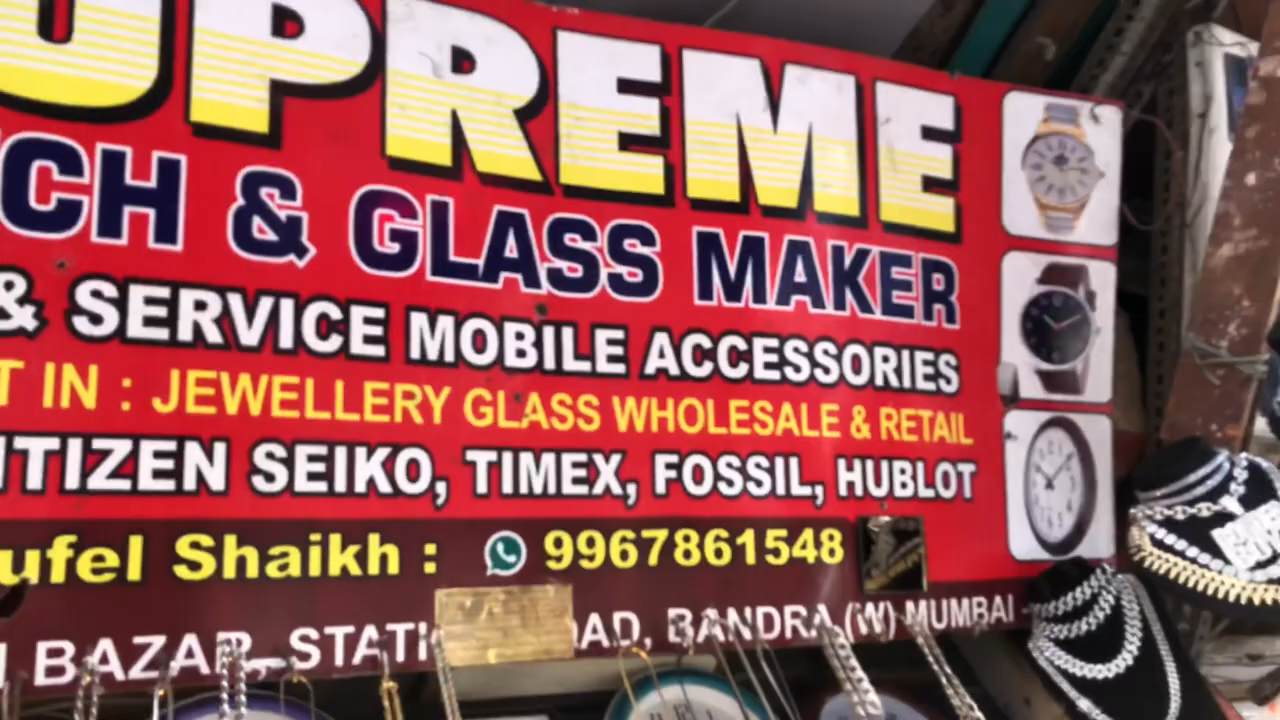 UPREME
CH & GLASS MAKER
& SERVICE MOBILE ACCESSORIES
T IN : JEWELLERY GLASS WHOLESALE & RETAIL
ITIZEN SEIKO, TIMEX, FOSSIL, HUBLOT
ufel Shaikh : 9967861548
BAZAR, STATI AD, BANDRA (W) MUMBAI -